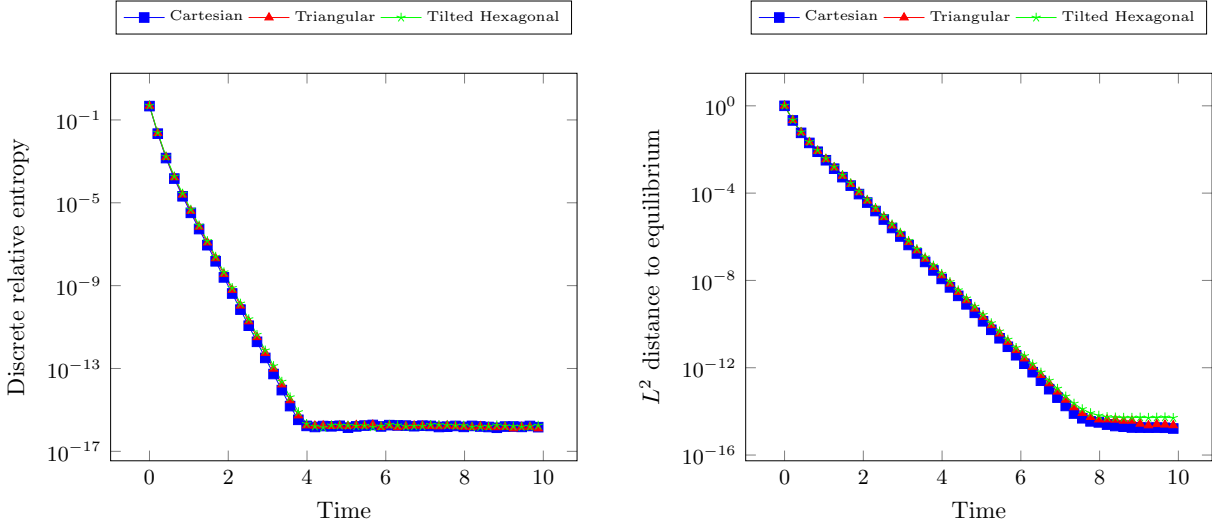 Cartesian Triangular Tilted Hexagonal
10^{-1}
10^{-5}
10^{-9}
10^{-13}
10^{-17}
0 2 4 6 8 10
Time
Discrete relative entropy
Cartesian Triangular Tilted Hexagonal
10^{0}
10^{-4}
10^{-8}
10^{-12}
10^{-16}
0 2 4 6 8 10
Time
L^{2} distance to equilibrium